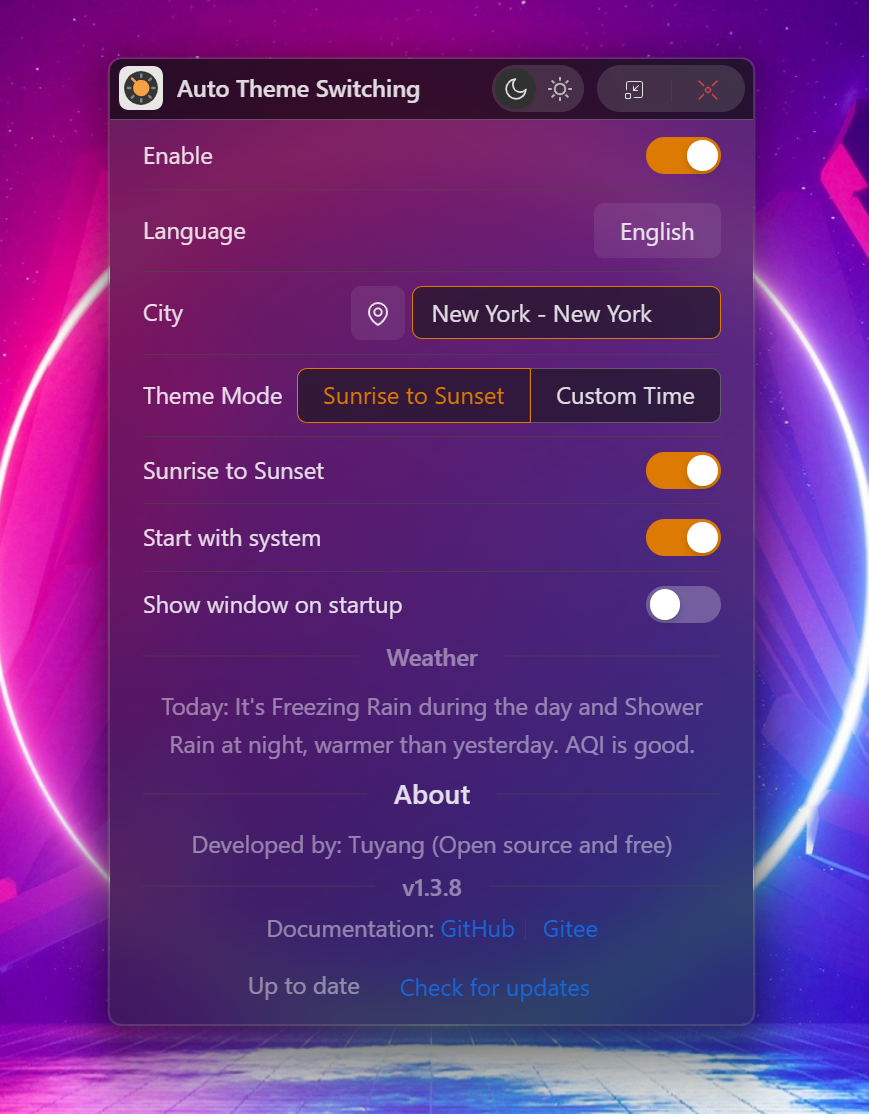 Auto Theme Switching
Enable
Language English
City New York - New York
Theme Mode Sunrise to Sunset Custom Time
Sunrise to Sunset
Start with system
Show window on startup
Weather
Today: It's Freezing Rain during the day and Shower
Rain at night, warmer than yesterday. AQI is good.
About
Developed by: Tuyang (Open source and free)
v1.3.8
Documentation: GitHub Gitee
Up to date Check for updates